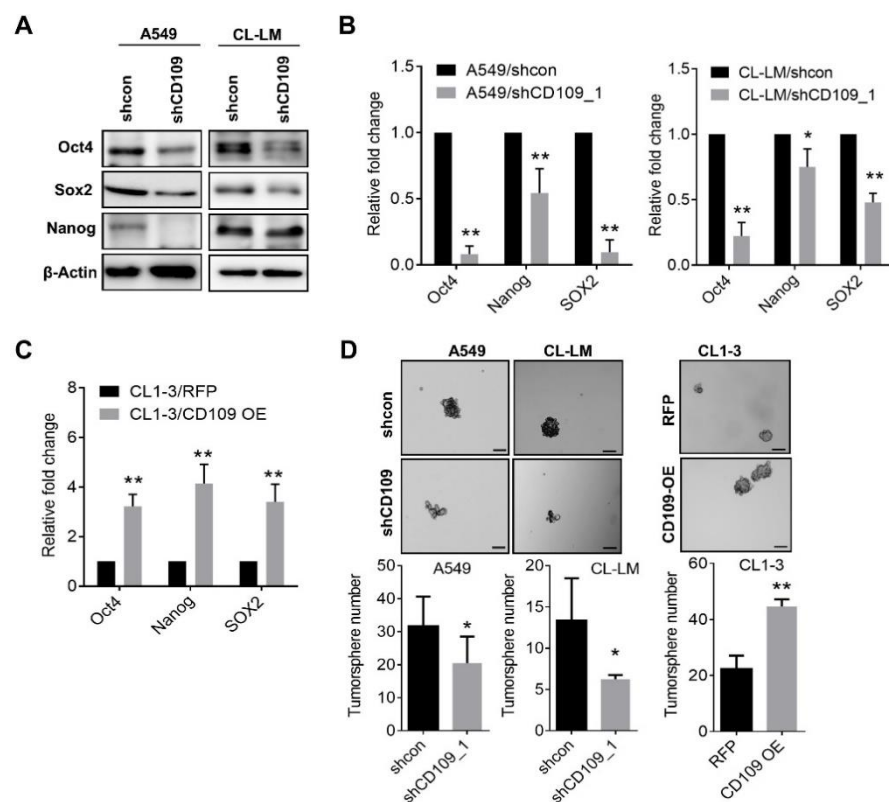 A
A549
CL-LM
shcon
shCD109
shcon
shCD109
Oct4
Sox2
Nanog
β-Actin
B
Relative fold change
1.5
1.0
0.5
0.0
A549/shcon
A549/shCD109_1
**
**
**
Oct4
Nanog
SOX2
Relative fold change
1.5
1.0
0.5
0.0
CL-LM/shcon
CL-LM/shCD109_1
**
*
**
Oct4
Nanog
SOX2
C
Relative fold change
8
6
4
2
0
CL1-3/RFP
CL1-3/CD109 OE
**
**
**
Oct4
Nanog
SOX2
D
A549
CL-LM
CL1-3
shcon
shCD109
RFP
CD109-OE
A549
Tumorsphere number
40
30
20
10
0
*
shcon
shCD109_1
CL-LM
Tumorsphere number
20
15
10
5
0
*
shcon
shCD109_1
CL1-3
Tumorsphere number
60
40
20
0
**
RFP
CD109 OE